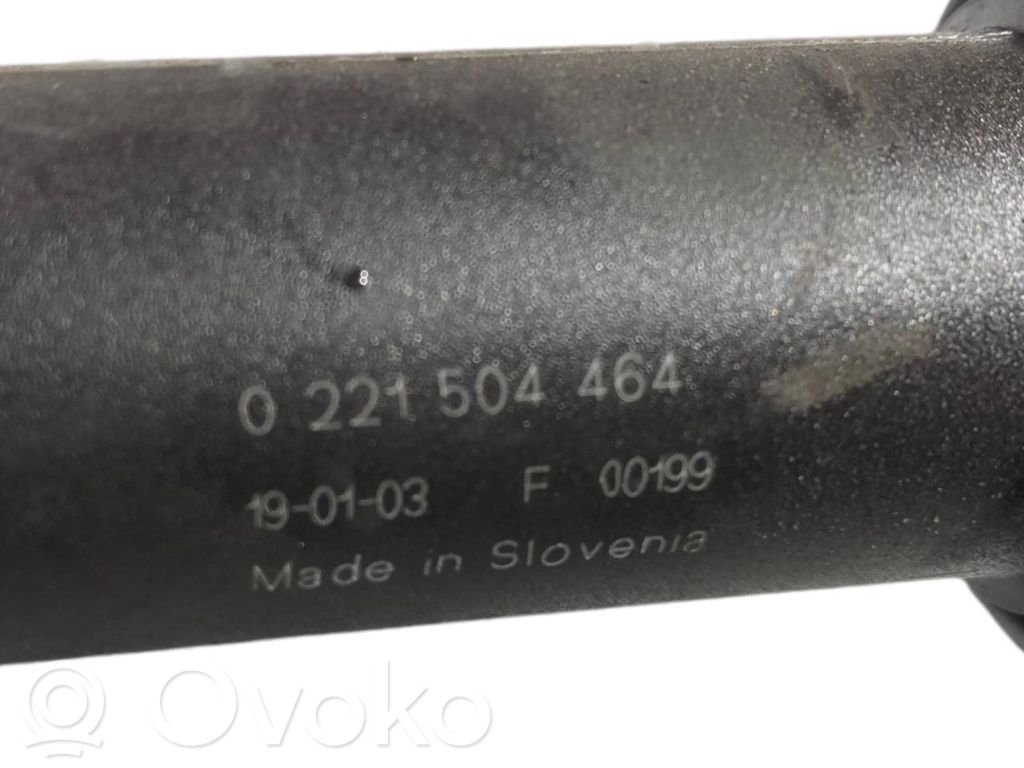 0 221 504 464
19-01-03 F 00199
Made in Slovenia
Ovoko